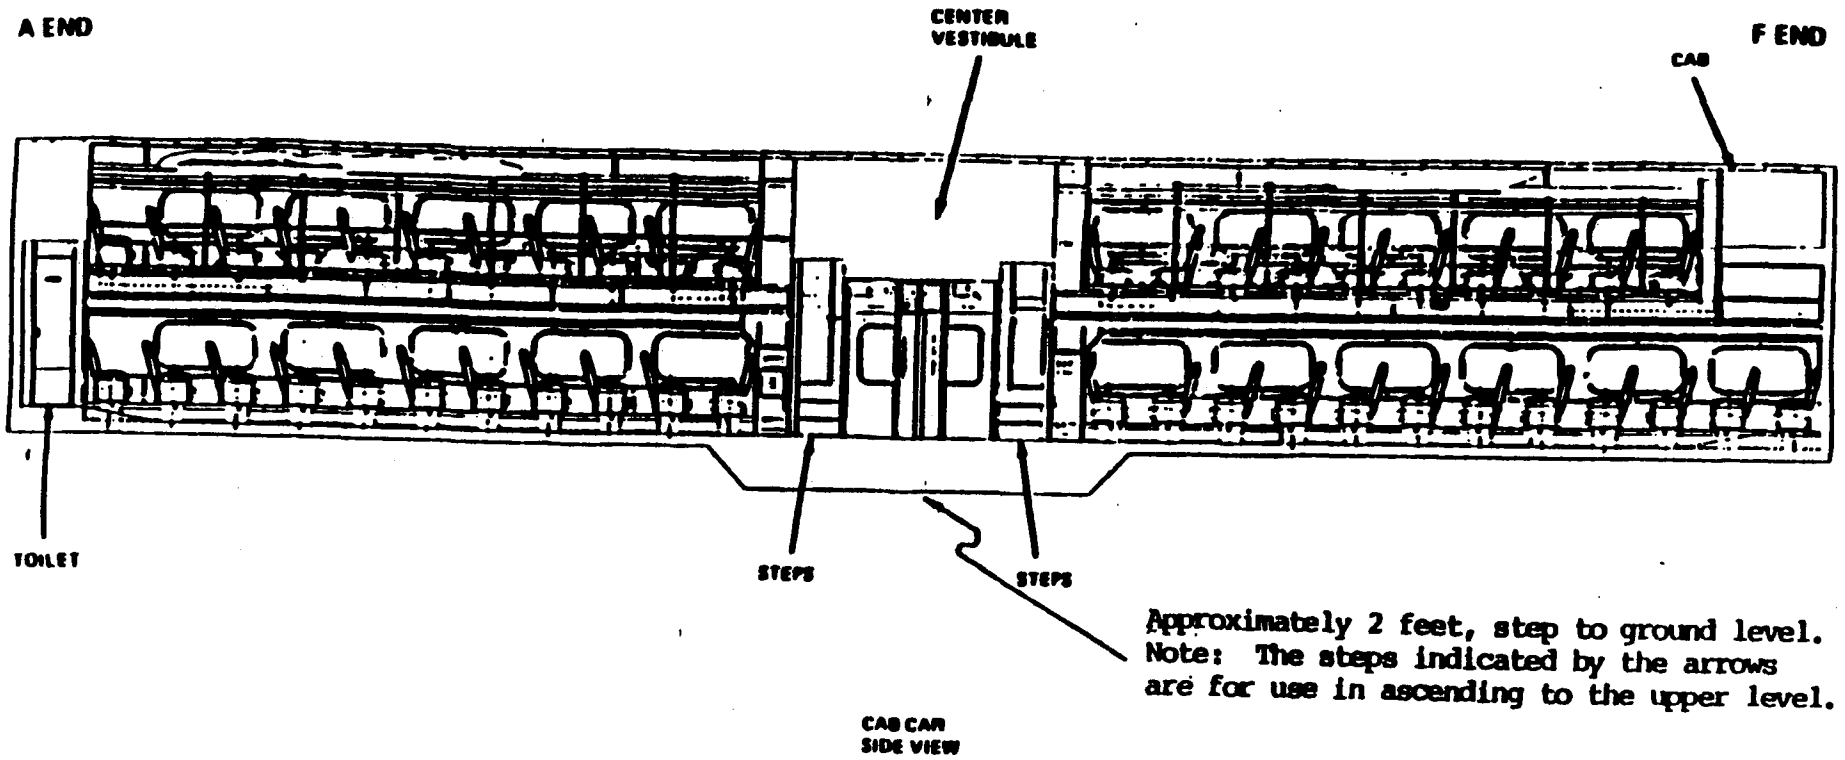 A END
CENTER
VESTIBULE
F END
CAB
TOILET
STEPS
STEPS
Approximately 2 feet, step to ground level.
Note: The steps indicated by the arrows
are for use in ascending to the upper level.
CAB CAR
SIDE VIEW